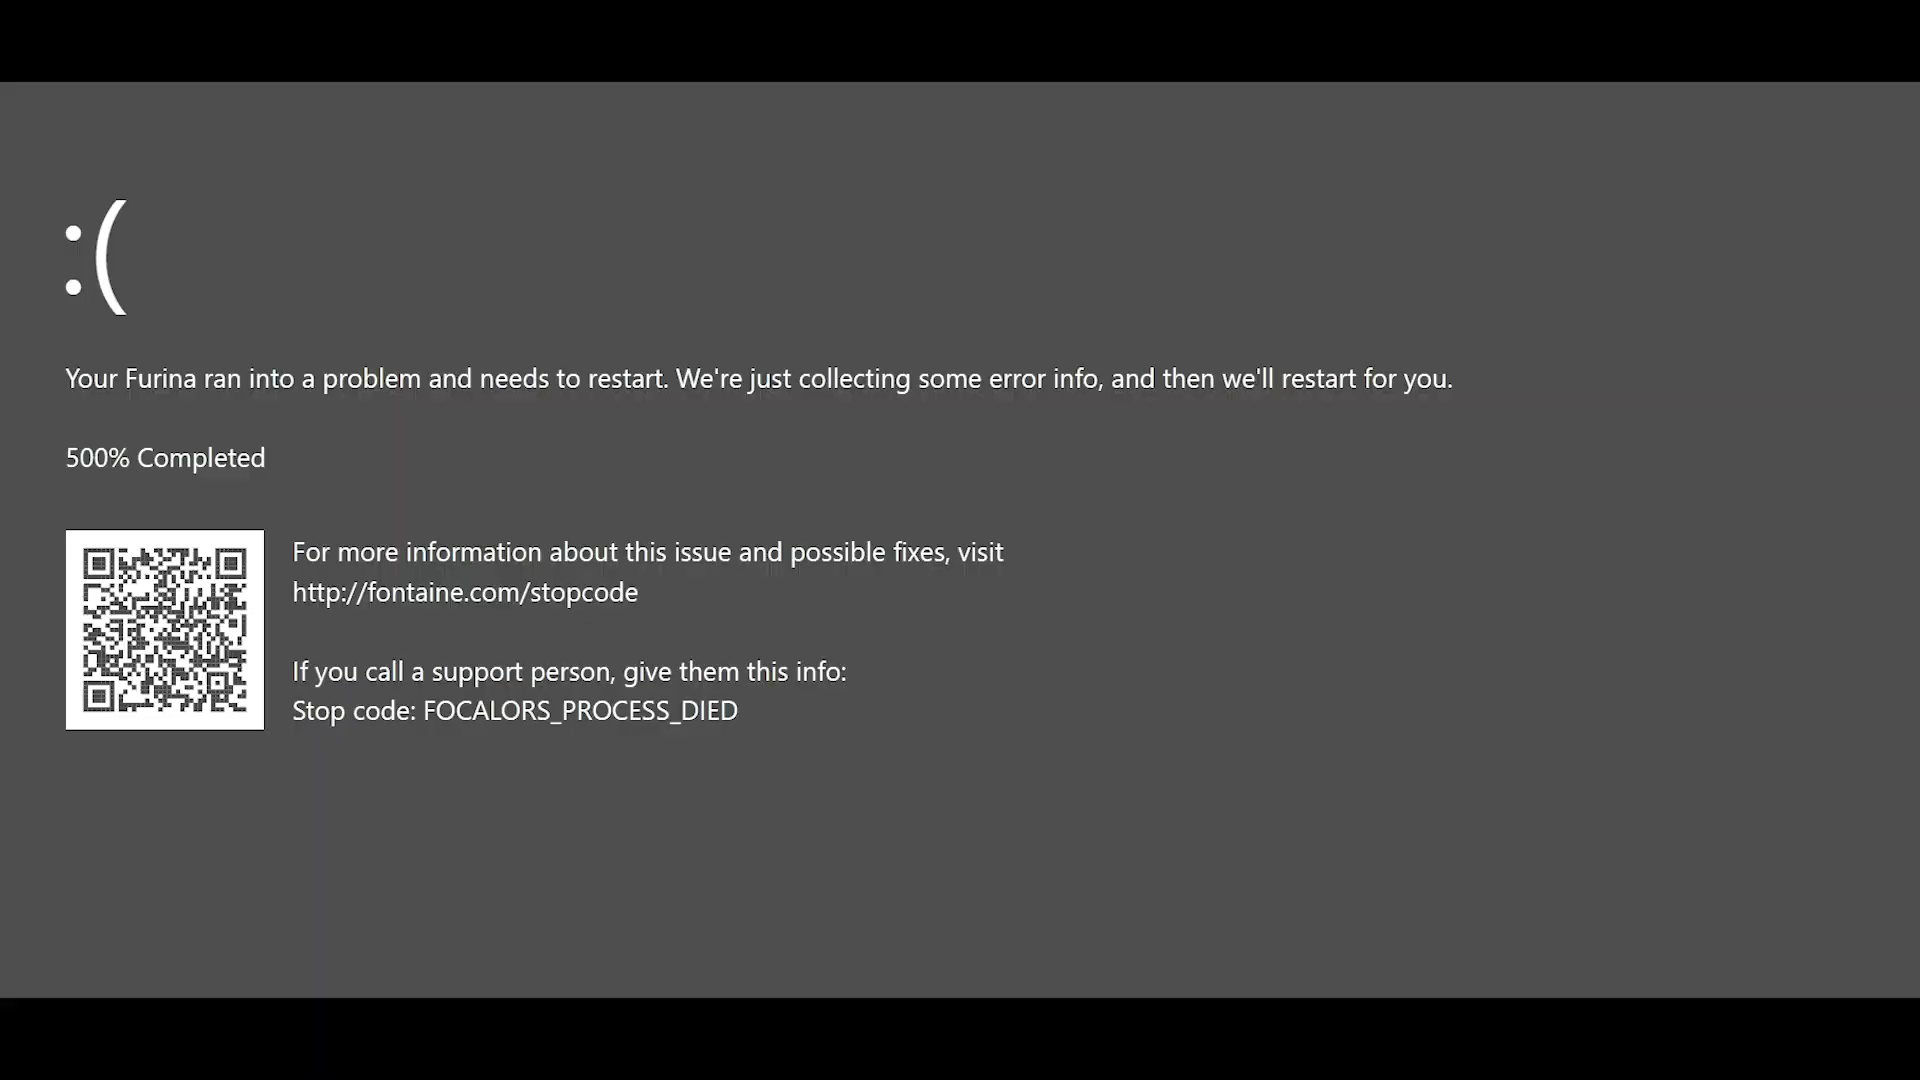 :(
Your Furina ran into a problem and needs to restart. We're just collecting some error info, and then we'll restart for you.
500% Completed
For more information about this issue and possible fixes, visit
http://fontaine.com/stopcode
If you call a support person, give them this info:
Stop code: FOCALORS_PROCESS_DIED